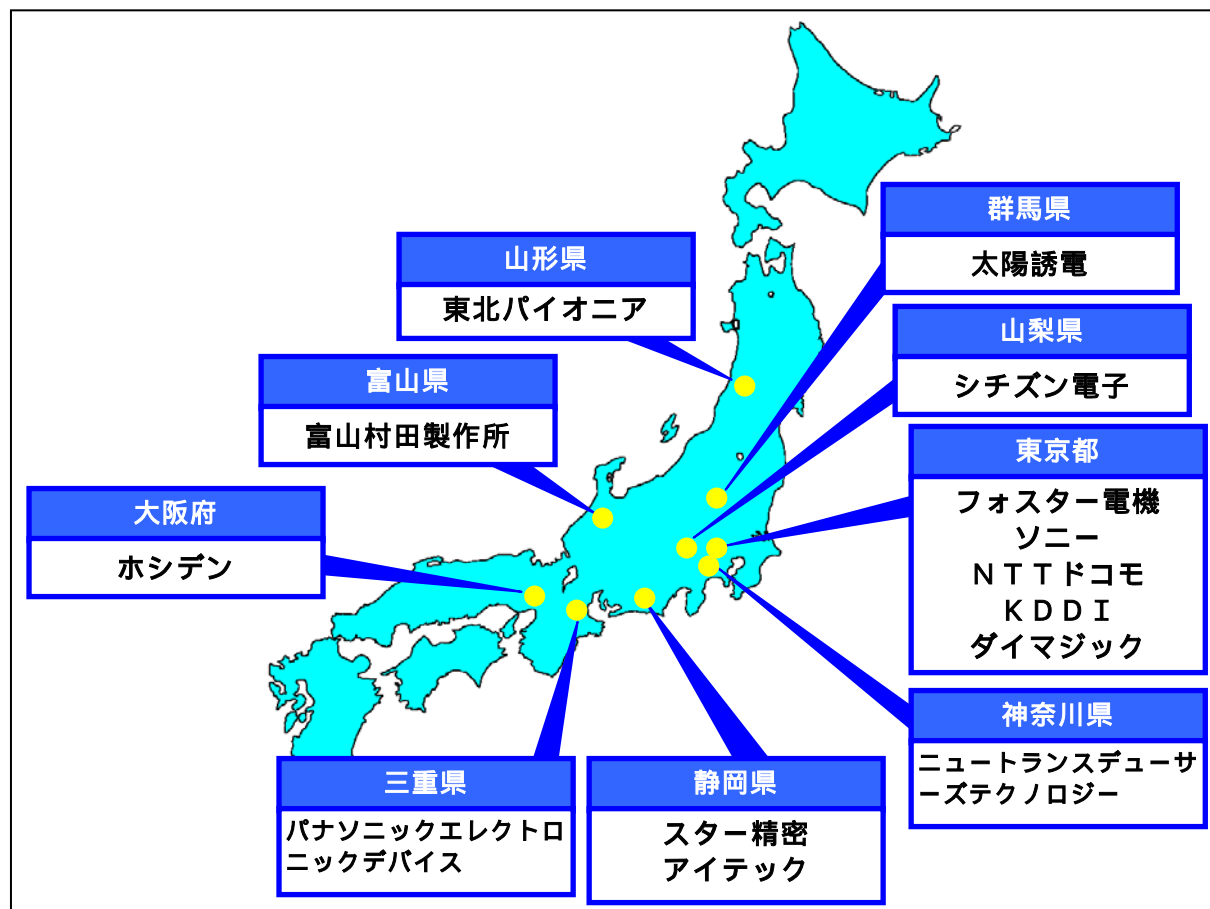 群馬県
太陽誘電
山形県
東北パイオニア
山梨県
シチズン電子
富山県
富山村田製作所
東京都
フォスター電機
ソニー
ＮＴＴドコモ
ＫＤＤＩ
ダイマジック
大阪府
ホシデン
神奈川県
ニュートランスデューサ
ーズテクノロジー
三重県
パナソニックエレクトロ
ニックデバイス
静岡県
スター精密
アイテック